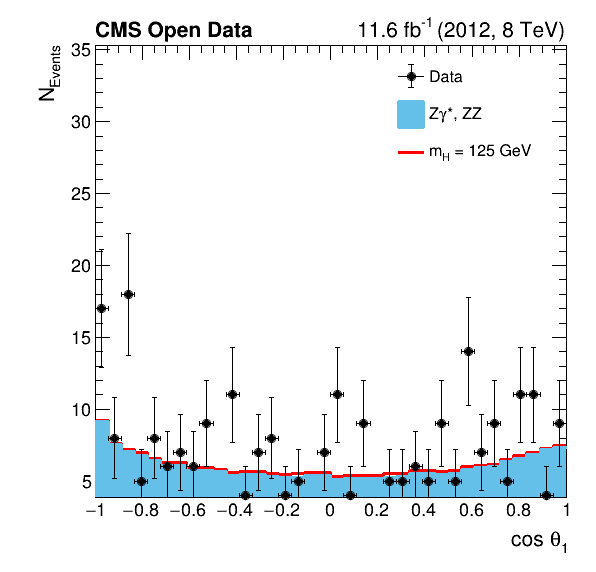 CMS Open Data 11.6 fb⁻¹ (2012, 8 TeV)
N_Events
Data
Zγ*, ZZ
m_H = 125 GeV
35
30
25
20
15
10
5
−1 −0.8 −0.6 −0.4 −0.2 0 0.2 0.4 0.6 0.8 1
cos θ₁